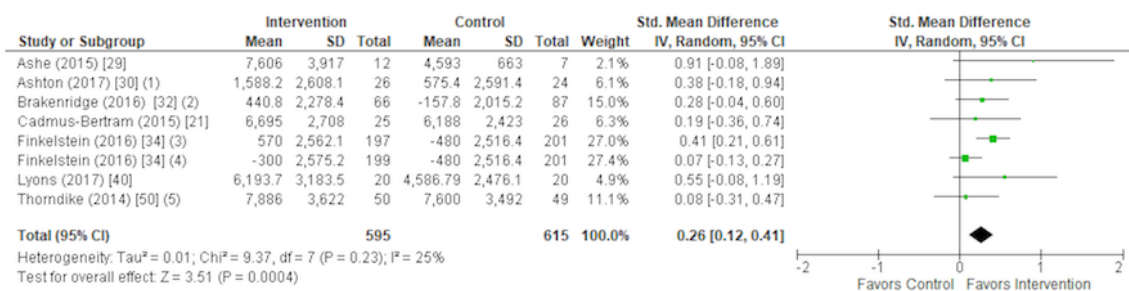 Intervention Control Std. Mean Difference Std. Mean Difference
Study or Subgroup Mean SD Total Mean SD Total Weight IV, Random, 95% CI IV, Random, 95% CI
Ashe (2015) [29] 7,606 3,917 12 4,593 663 7 2.1% 0.91 [-0.08, 1.89]
Ashton (2017) [30] (1) 1,588.2 2,608.1 26 575.4 2,591.4 24 6.1% 0.38 [-0.18, 0.94]
Brakenridge (2016) [32] (2) 440.8 2,278.4 66 -157.8 2,015.2 87 15.0% 0.28 [-0.04, 0.60]
Cadmus-Bertram (2015) [21] 6,695 2,708 25 6,188 2,423 26 6.3% 0.19 [-0.36, 0.74]
Finkelstein (2016) [34] (3) 570 2,562.1 197 -480 2,516.4 201 27.0% 0.41 [0.21, 0.61]
Finkelstein (2016) [34] (4) -300 2,575.2 199 -480 2,516.4 201 27.4% 0.07 [-0.13, 0.27]
Lyons (2017) [40] 6,193.7 3,183.5 20 4,586.79 2,476.1 20 4.9% 0.55 [-0.08, 1.19]
Thorndike (2014) [50] (5) 7,886 3,622 50 7,600 3,492 49 11.1% 0.08 [-0.31, 0.47]
Total (95% CI) 595 615 100.0% 0.26 [0.12, 0.41]
Heterogeneity: Tau² = 0.01; Chi² = 9.37, df = 7 (P = 0.23); I² = 25%
Test for overall effect: Z = 3.51 (P = 0.0004)
-2 -1 0 1 2
Favors Control Favors Intervention